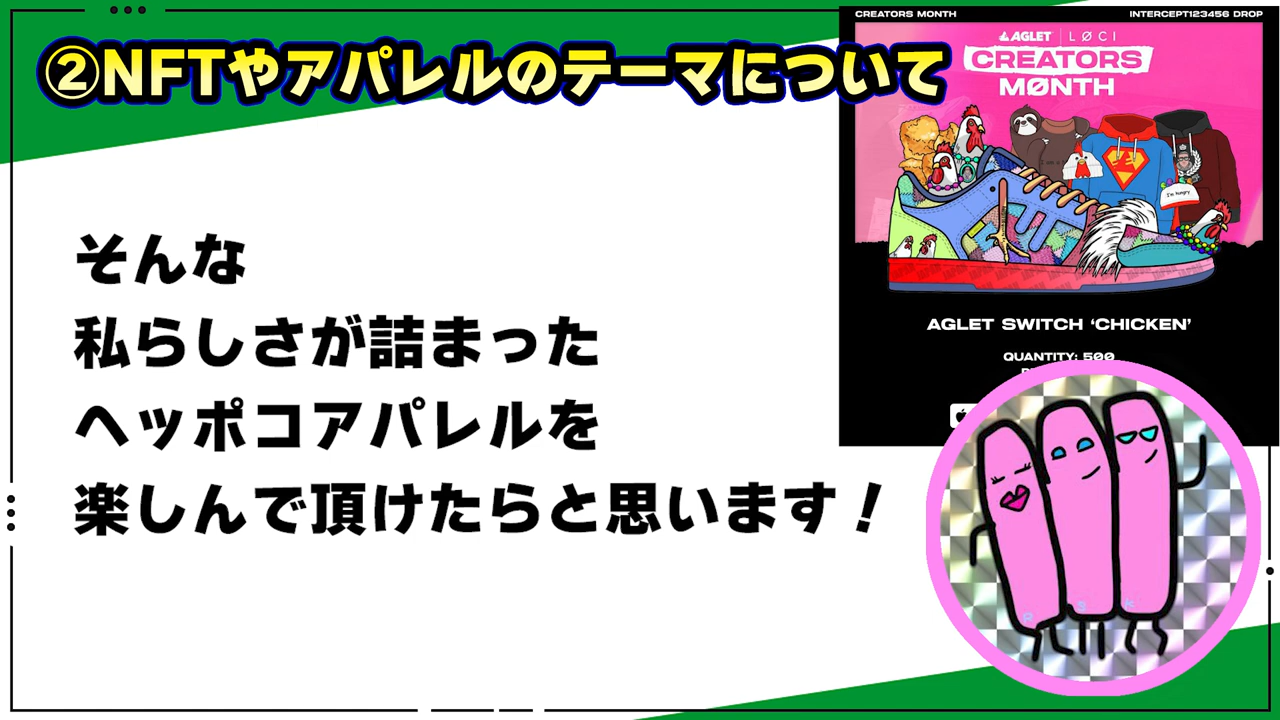 ②NFTやアパレルのテーマについて
CREATORS MONTH
INTERCEPT123456 DROP
AGLET | LØCI
CREATORS
MØNTH
I'm hungry
AGLET SWITCH ‘CHICKEN’
QUANTITY: 500
そんな
私らしさが詰まった
ヘッポコアパレルを
楽しんで頂けたらと思います！
R S K